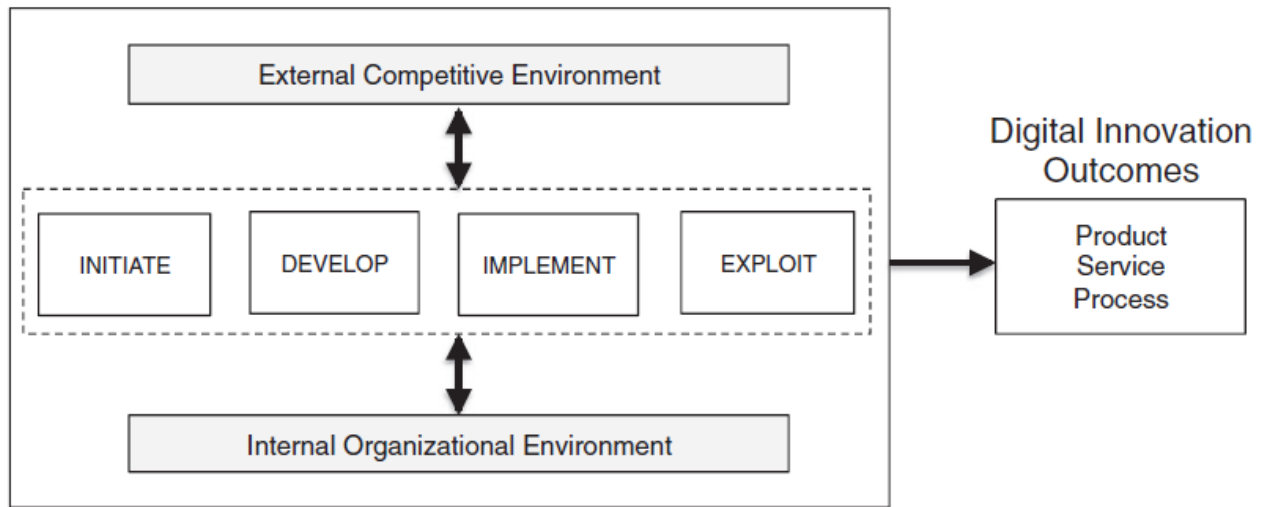 External Competitive Environment
INITIATE
DEVELOP
IMPLEMENT
EXPLOIT
Internal Organizational Environment
Digital Innovation
Outcomes
Product
Service
Process